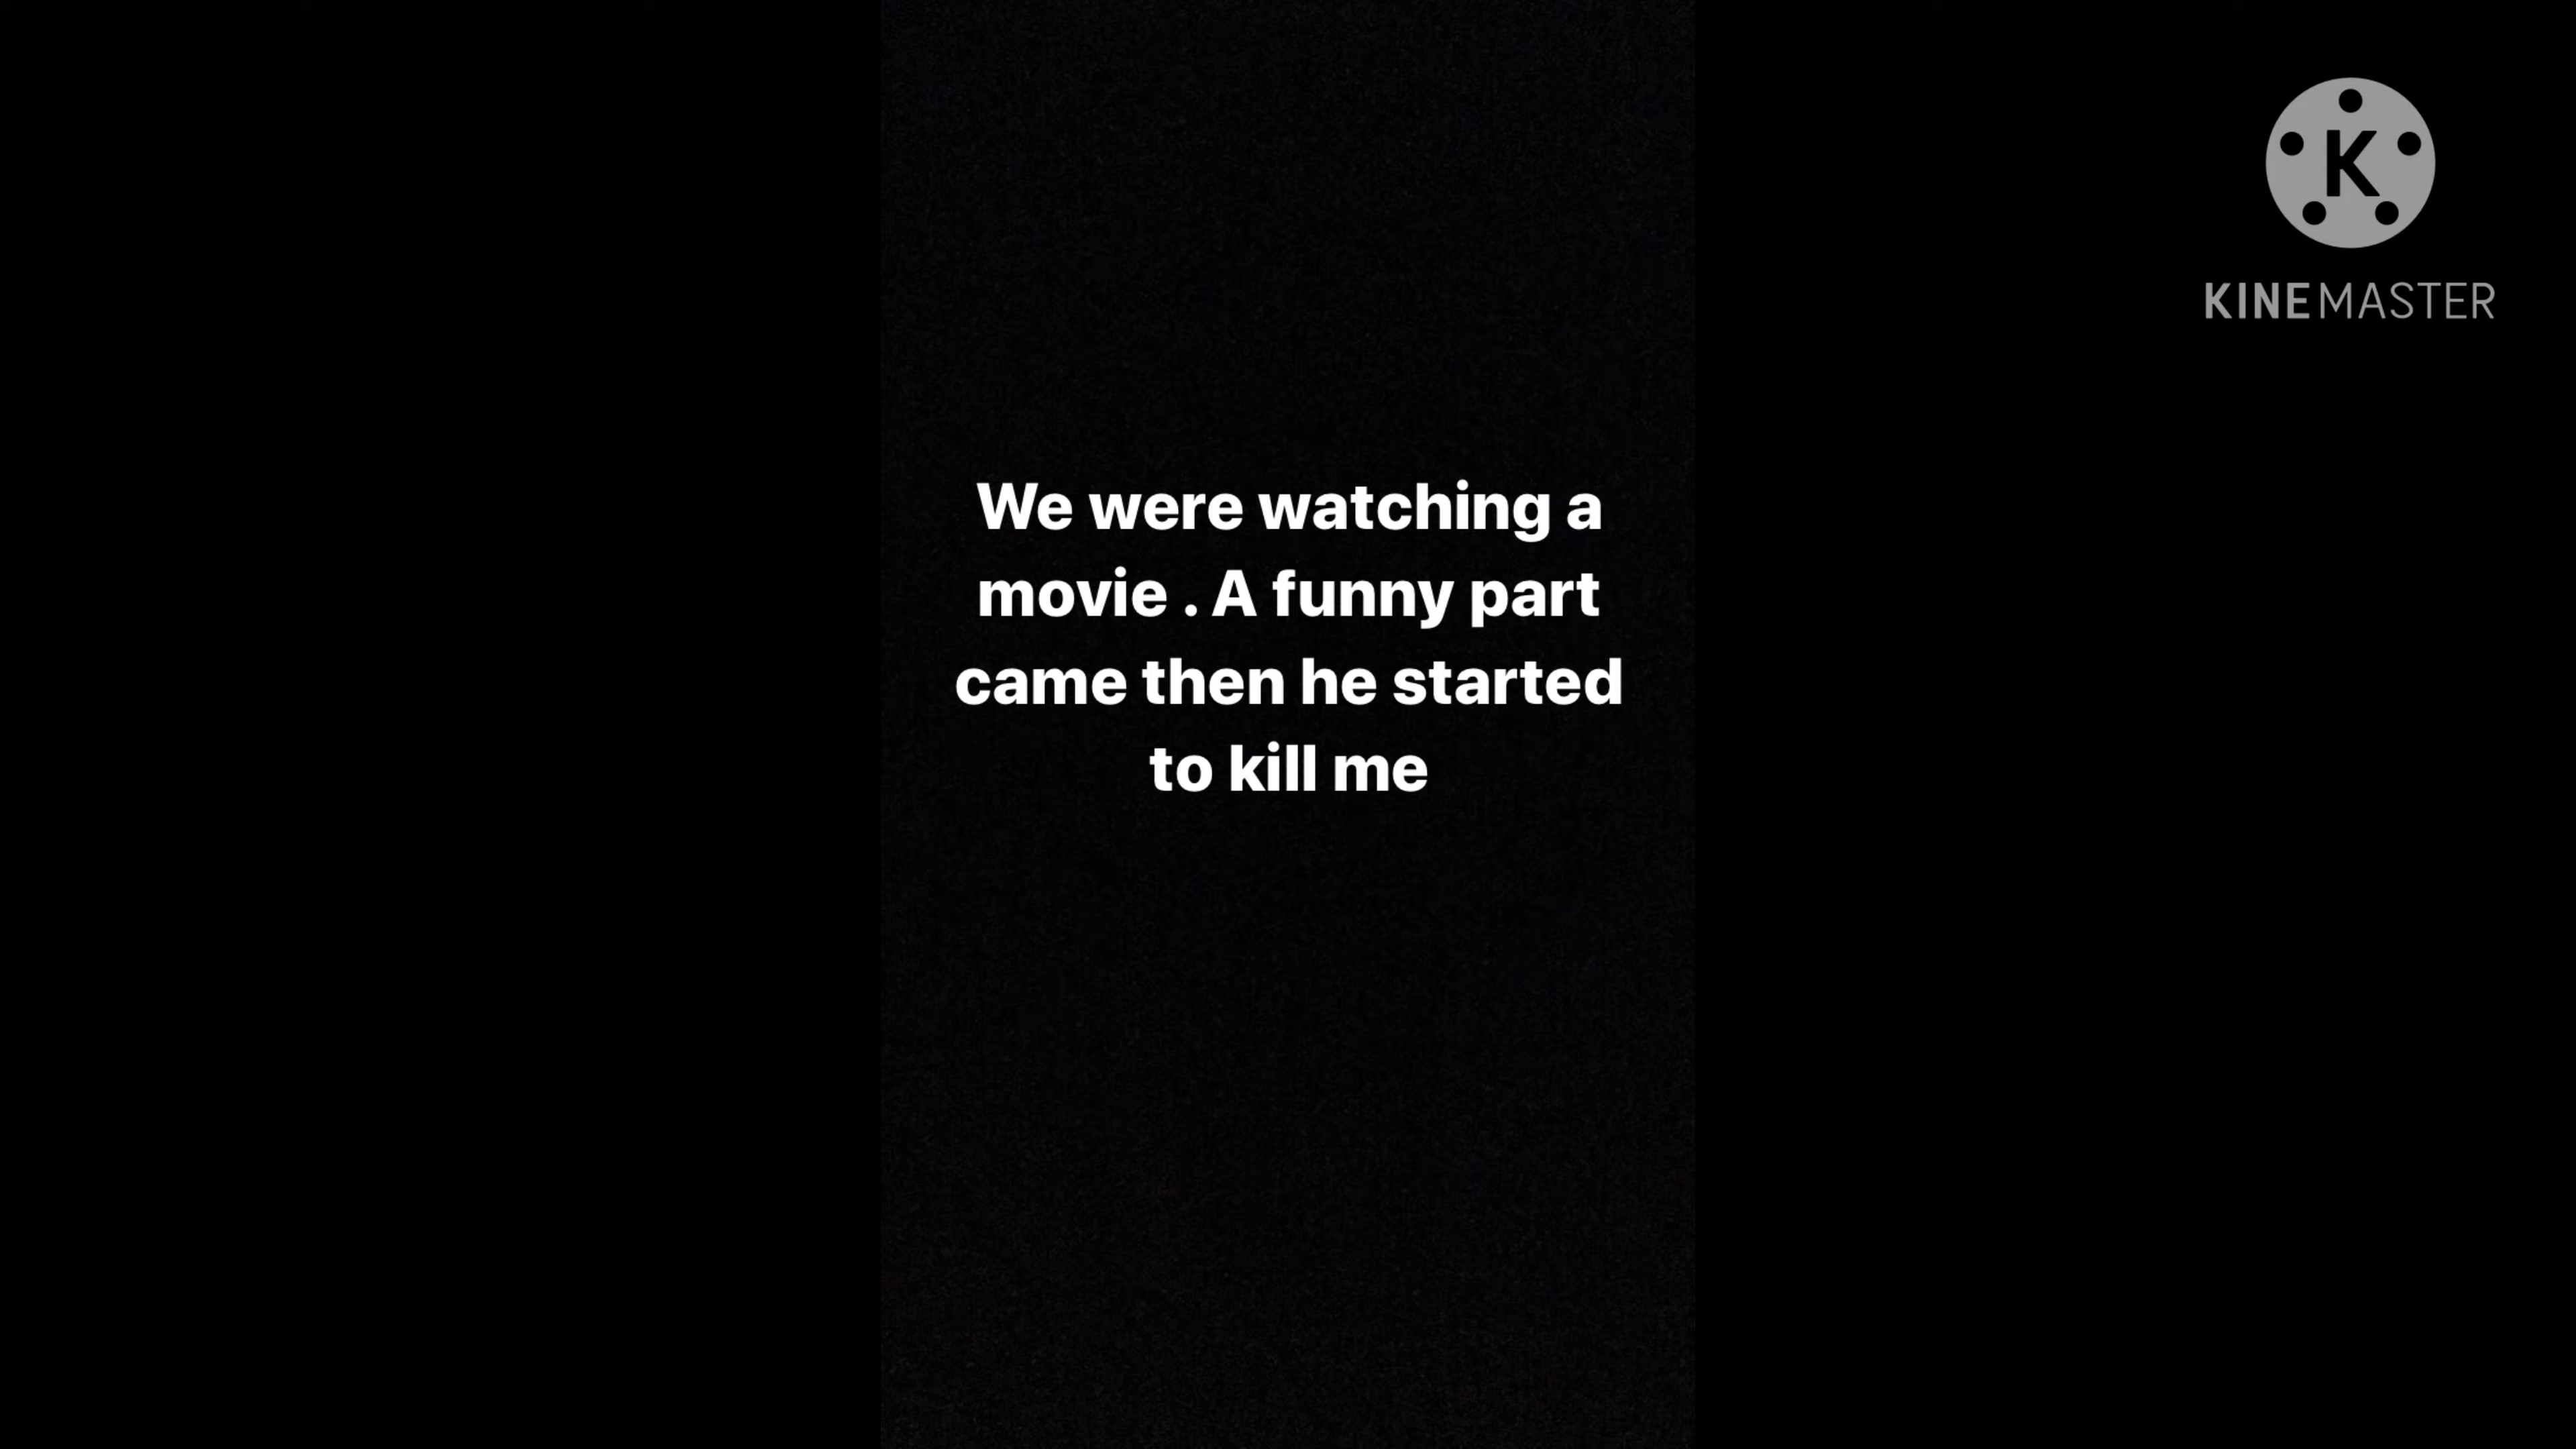 K
KINEMASTER
We were watching a
movie . A funny part
came then he started
to kill me